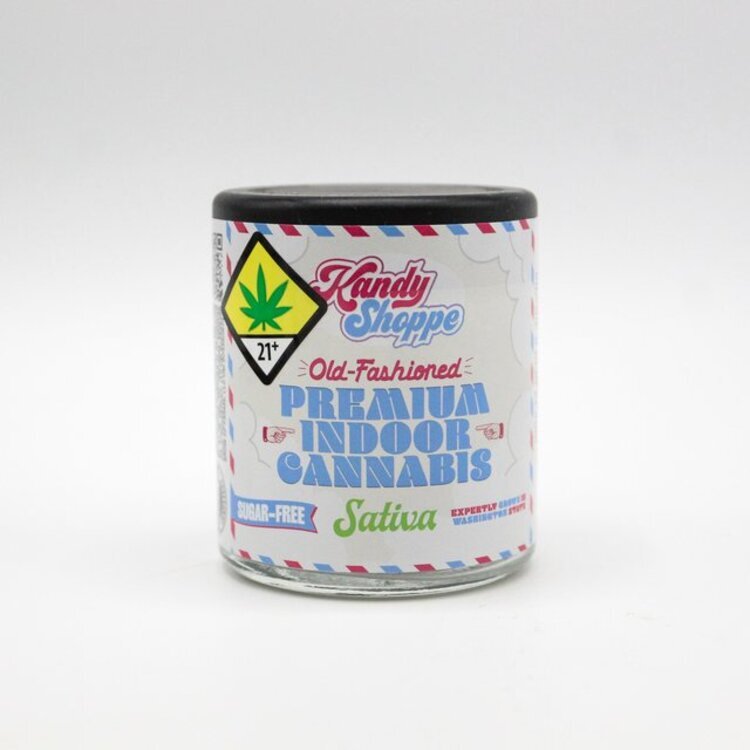 Kandy
Shoppe
21+
Old-Fashioned
PREMIUM
INDOOR
CANNABIS
SUGAR-FREE
Sativa
EXPERTLY GROWN IN
WASHINGTON STATE